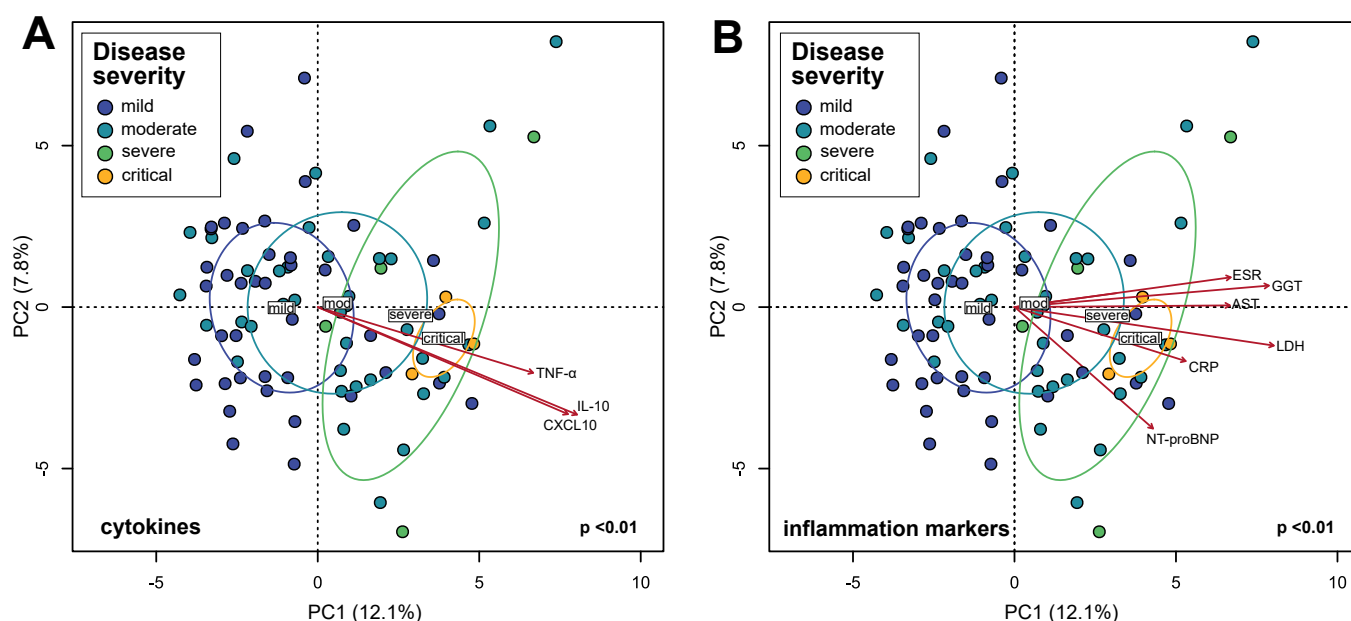 A
Disease
severity
mild
moderate
severe
critical
5
0
-5
PC2 (7.8%)
mild
mod
severe
critical
TNF-α
IL-10
CXCL10
cytokines
p <0.01
-5
0
5
10
PC1 (12.1%)
B
Disease
severity
mild
moderate
severe
critical
5
0
-5
PC2 (7.8%)
mild
mod
severe
critical
ESR
GGT
AST
LDH
CRP
NT-proBNP
inflammation markers
p <0.01
-5
0
5
10
PC1 (12.1%)